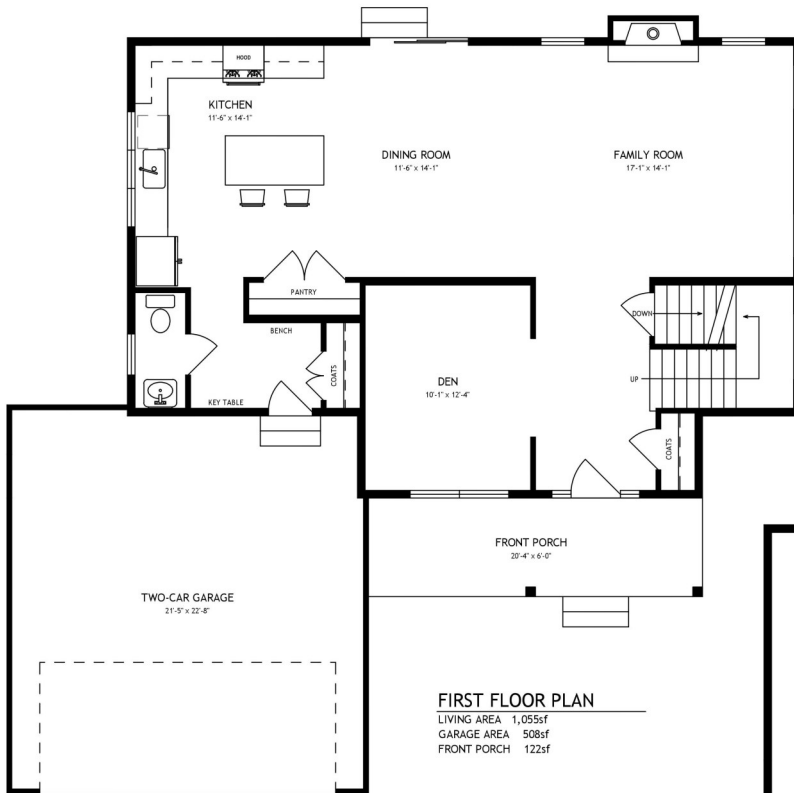 HOOD
KITCHEN
11'-6" x 14'-1"
DINING ROOM
11'-6" x 14'-1"
FAMILY ROOM
17'-1" x 14'-1"
PANTRY
DOWN
BENCH
COATS
UP
DEN
10'-1" x 12'-4"
KEY TABLE
COATS
FRONT PORCH
20'-4" x 6'-0"
TWO-CAR GARAGE
21'-5" x 22'-8"
FIRST FLOOR PLAN
LIVING AREA 1,055sf
GARAGE AREA 508sf
FRONT PORCH 122sf